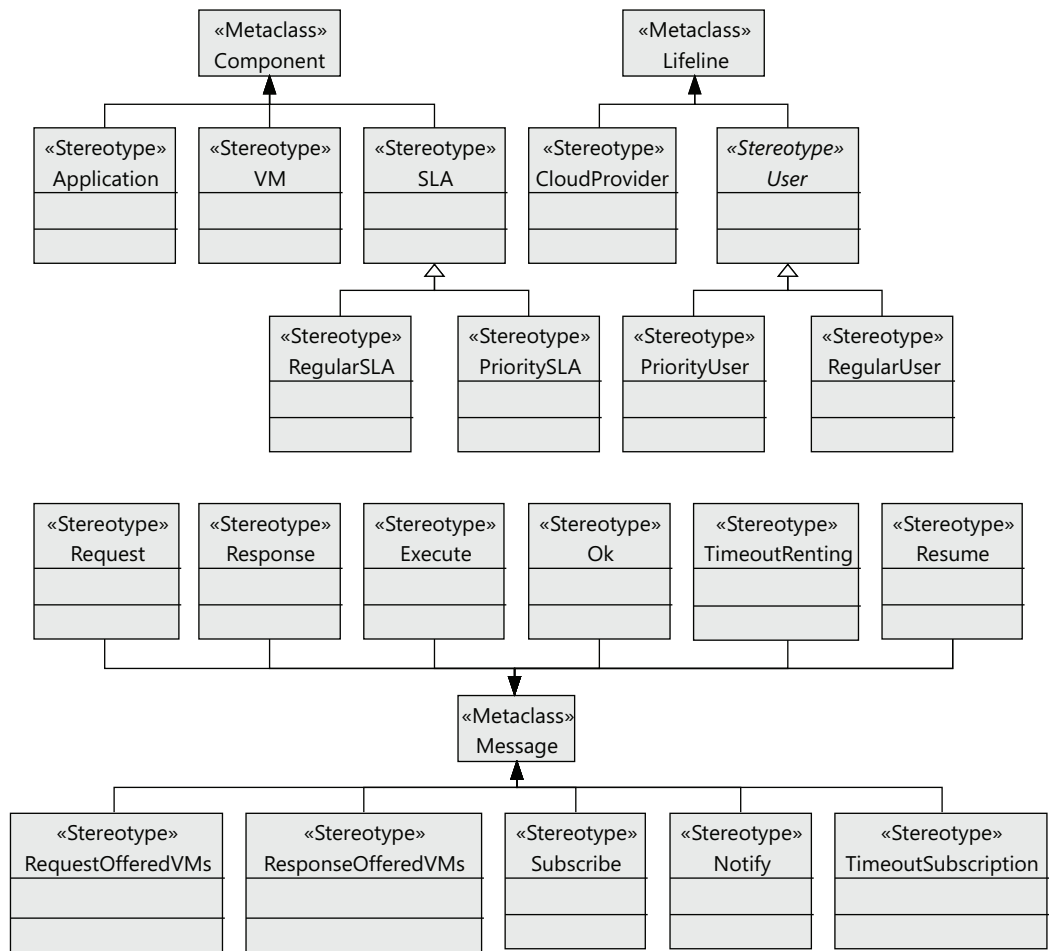 «Metaclass»
Component
«Metaclass»
Lifeline
«Stereotype»
Application
«Stereotype»
VM
«Stereotype»
SLA
«Stereotype»
CloudProvider
«Stereotype»
User
«Stereotype»
RegularSLA
«Stereotype»
PrioritySLA
«Stereotype»
PriorityUser
«Stereotype»
RegularUser
«Stereotype»
Request
«Stereotype»
Response
«Stereotype»
Execute
«Stereotype»
Ok
«Stereotype»
TimeoutRenting
«Stereotype»
Resume
«Metaclass»
Message
«Stereotype»
RequestOfferedVMs
«Stereotype»
ResponseOfferedVMs
«Stereotype»
Subscribe
«Stereotype»
Notify
«Stereotype»
TimeoutSubscription